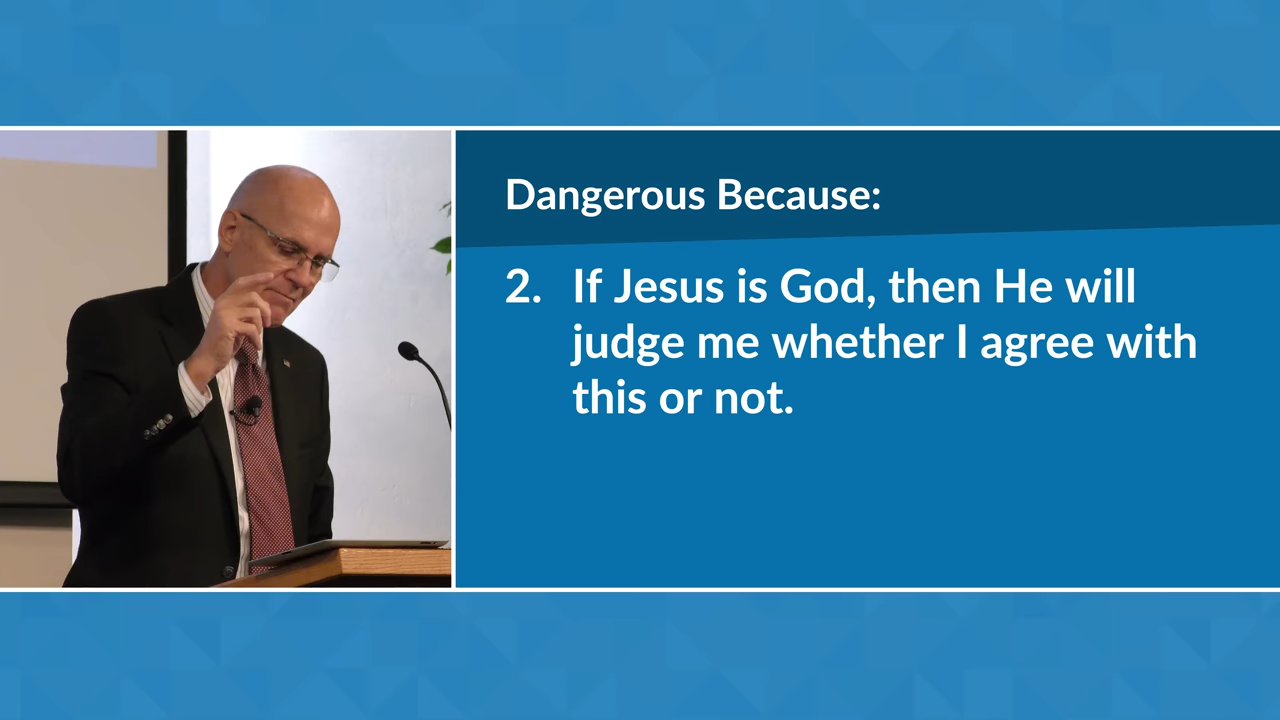 Dangerous Because:
2. If Jesus is God, then He will
judge me whether I agree with
this or not.